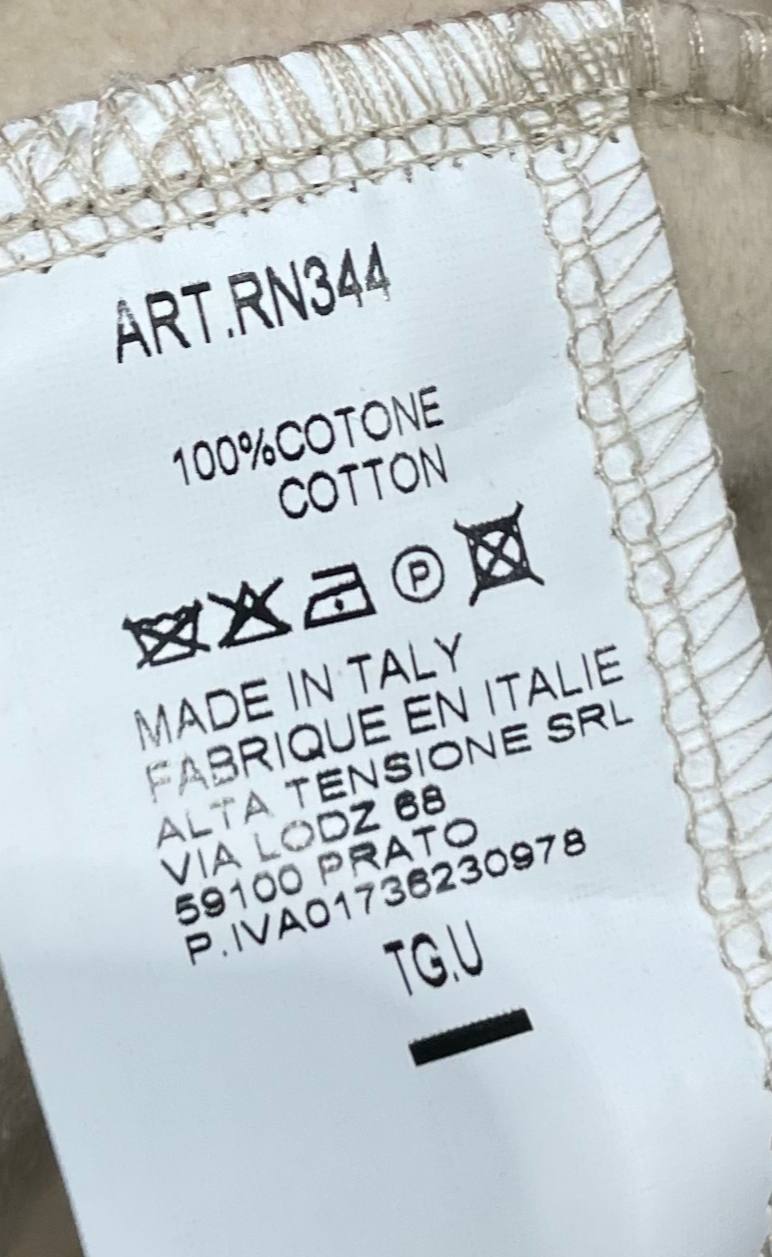 ART.RN344
100%COTONE
COTTON
P
MADE IN TALY
FABRIQUE EN ITALIE
ALTA TENSIONE SRL
VIA LODZ 68
59100 PRATO
P.IVA01736230978
TG.U